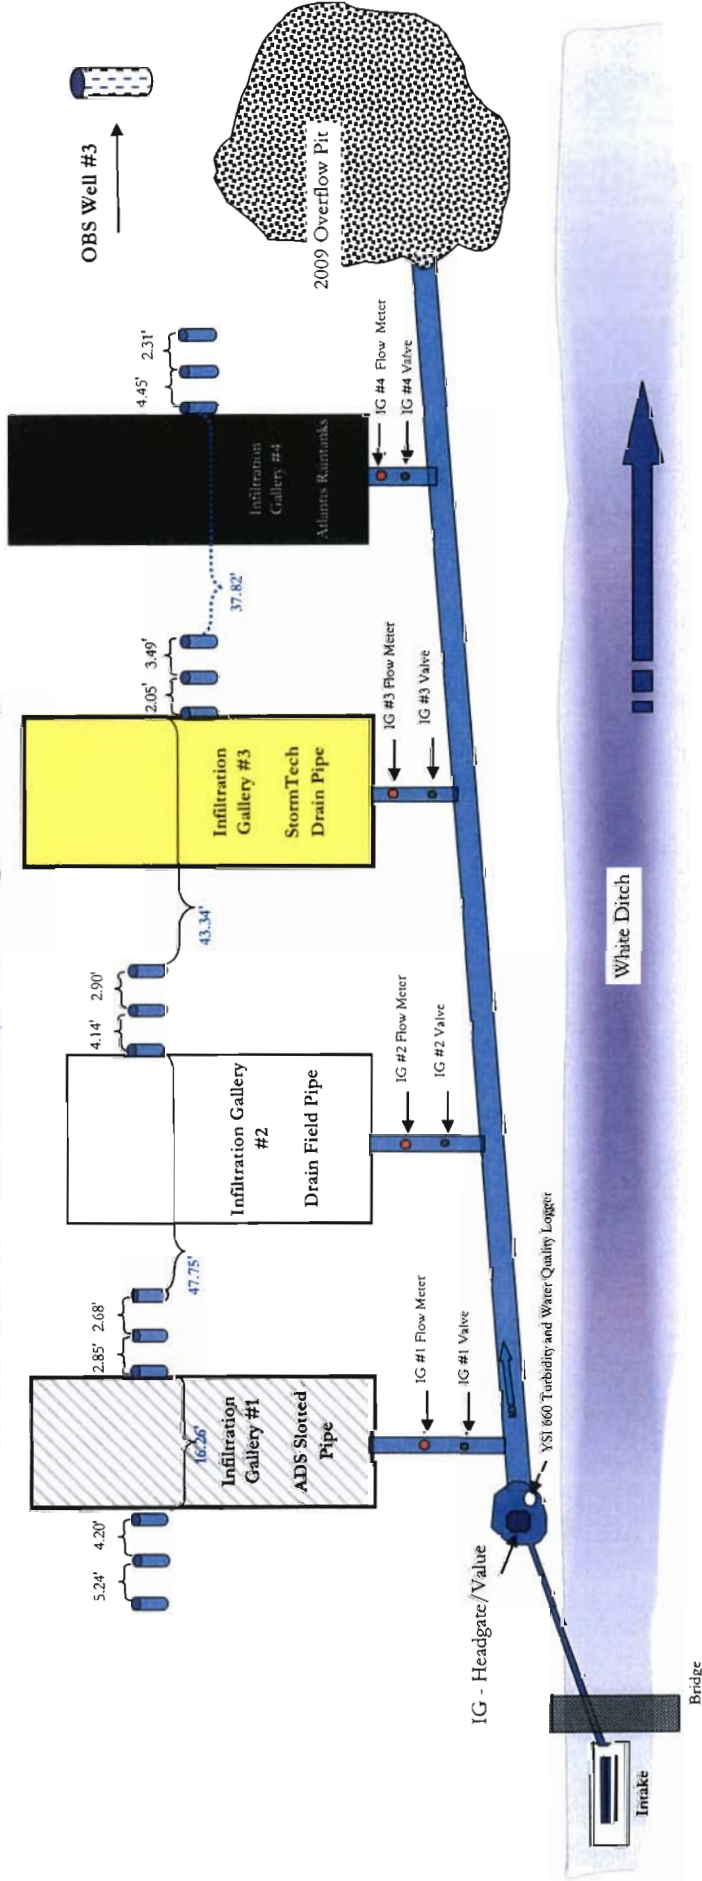 OBS Well #3
2009 Overflow Pit
5.24'
4.20'
2.85'
2.68'
4.14'
2.90'
2.05'
3.49'
4.45'
2.31'
16.26'
47.75'
43.34'
37.82'
Infiltration
Gallery #1
ADS Slotted
Pipe
Infiltration Gallery
#2
Drain Field Pipe
Infiltration
Gallery #3
StormTech
Drain Pipe
Infiltration
Gallery #4
Atlantis Raintanks
IG #1 Flow Meter
IG #1 Valve
IG #2 Flow Meter
IG #2 Valve
IG #3 Flow Meter
IG #3 Valve
IG #4 Flow Meter
IG #4 Valve
IG - Headgate/Value
YSI 660 Turbidity and Water Quality Logger
White Ditch
Intake
Bridge